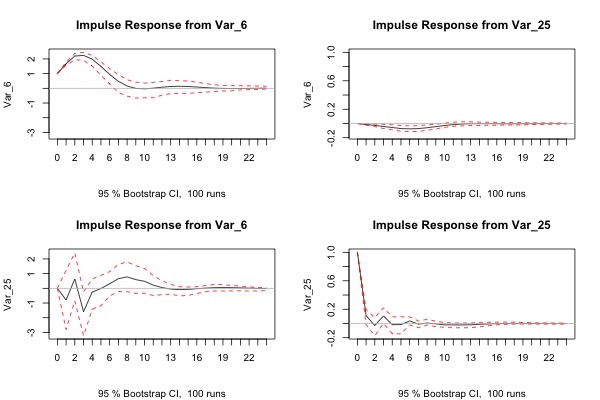 Impulse Response from Var_6
Var_6
2
1
-1
-3
0 2 4 6 8 10 13 16 19 22
95 % Bootstrap CI, 100 runs
Impulse Response from Var_25
Var_6
1.0
0.6
0.2
-0.2
0 2 4 6 8 10 13 16 19 22
95 % Bootstrap CI, 100 runs
Impulse Response from Var_6
Var_25
2
1
-1
-3
0 2 4 6 8 10 13 16 19 22
95 % Bootstrap CI, 100 runs
Impulse Response from Var_25
Var_25
1.0
0.6
0.2
-0.2
0 2 4 6 8 10 13 16 19 22
95 % Bootstrap CI, 100 runs